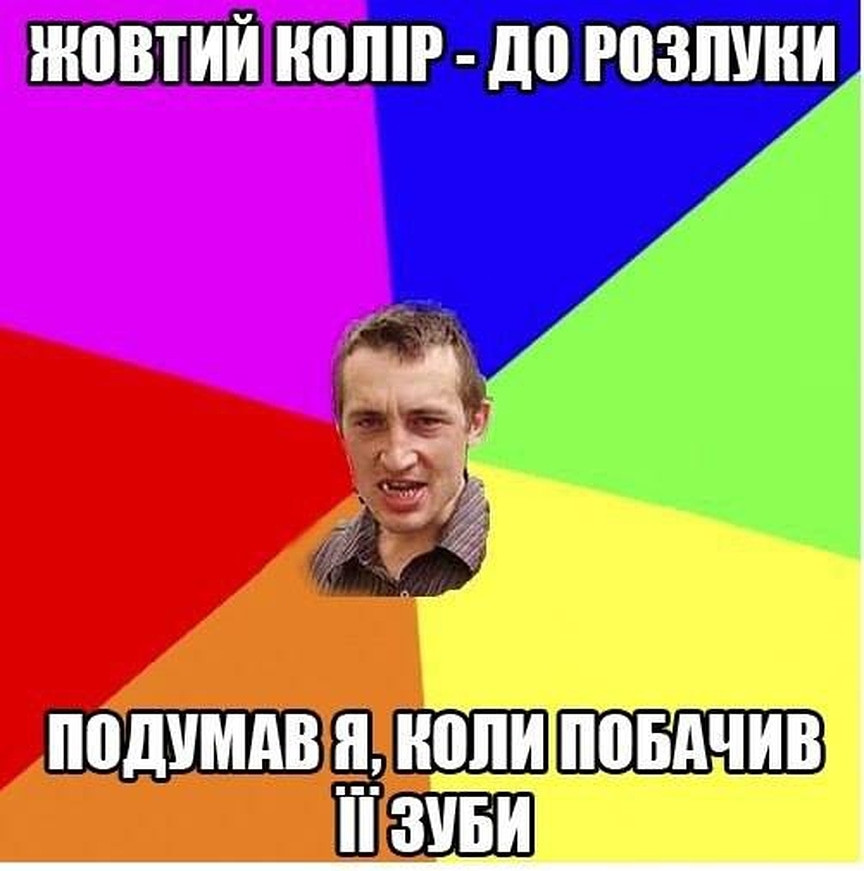 ЖОВТИЙ КОЛІР - ДО РОЗЛУКИ
ПОДУМАВ Я, КОЛИ ПОБАЧИВ
ЇЇ ЗУБИ